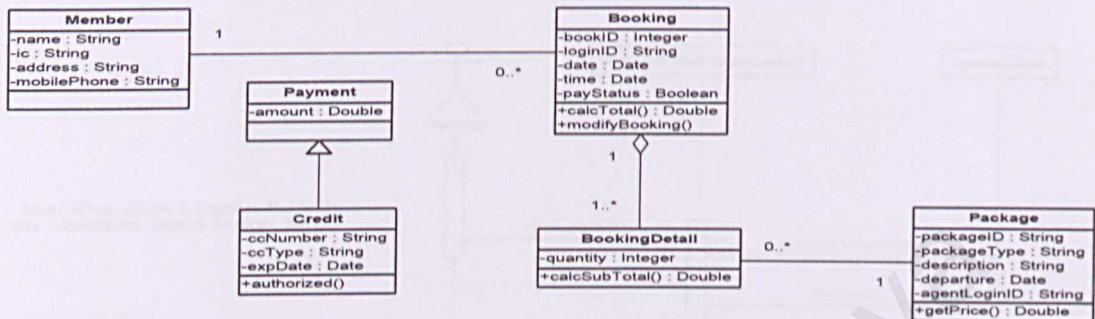 Member
-name : String
-ic : String
-address : String
-mobilePhone : String
1
0..*
Booking
-bookID : Integer
-loginID : String
-date : Date
-time : Date
-payStatus : Boolean
+calcTotal() : Double
+modifyBooking()
Payment
-amount : Double
Credit
-ccNumber : String
-ccType : String
-expDate : Date
+authorized()
1
1..*
BookingDetail
-quantity : Integer
+calcSubTotal() : Double
0..*
1
Package
-packageID : String
-packageType : String
-description : String
-departure : Date
-agentLoginID : String
+getPrice() : Double